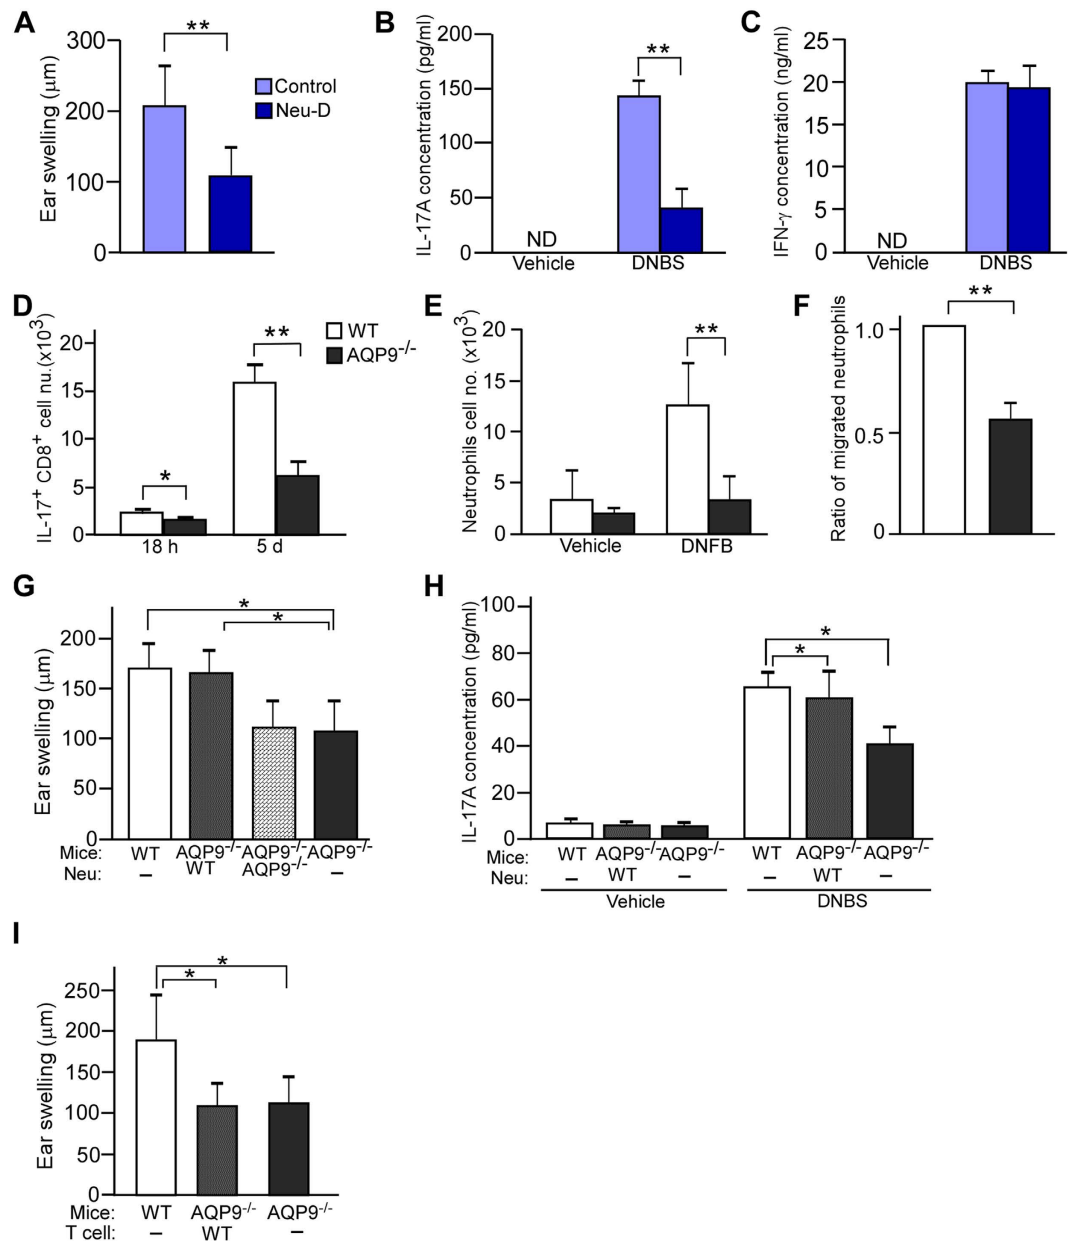 A
Ear swelling (μm)
300
200
100
0
**
Control
Neu-D
B
IL-17A concentration (pg/ml)
200
150
100
50
0
**
ND
Vehicle
DNBS
C
IFN-γ concentration (ng/ml)
25
20
15
10
5
0
ND
Vehicle
DNBS
D
IL-17⁺ CD8⁺ cell nu.(x10³)
20
15
10
5
0
*
**
18 h
5 d
WT
AQP9⁻/⁻
E
Neutrophils cell no. (x10³)
20
15
10
5
0
**
Vehicle
DNFB
F
Ratio of migrated neutrophils
1.0
0.5
0
**
G
Ear swelling (μm)
200
150
100
50
0
*
*
Mice: WT AQP9⁻/⁻ AQP9⁻/⁻ AQP9⁻/⁻
Neu: – WT AQP9⁻/⁻ –
H
IL-17A concentration (pg/ml)
100
80
60
40
20
0
*
*
Mice: WT AQP9⁻/⁻ AQP9⁻/⁻ WT AQP9⁻/⁻ AQP9⁻/⁻
Neu: – WT – – WT –
Vehicle DNBS
I
Ear swelling (μm)
250
200
150
100
50
0
*
*
Mice: WT AQP9⁻/⁻ AQP9⁻/⁻
T cell: – WT –